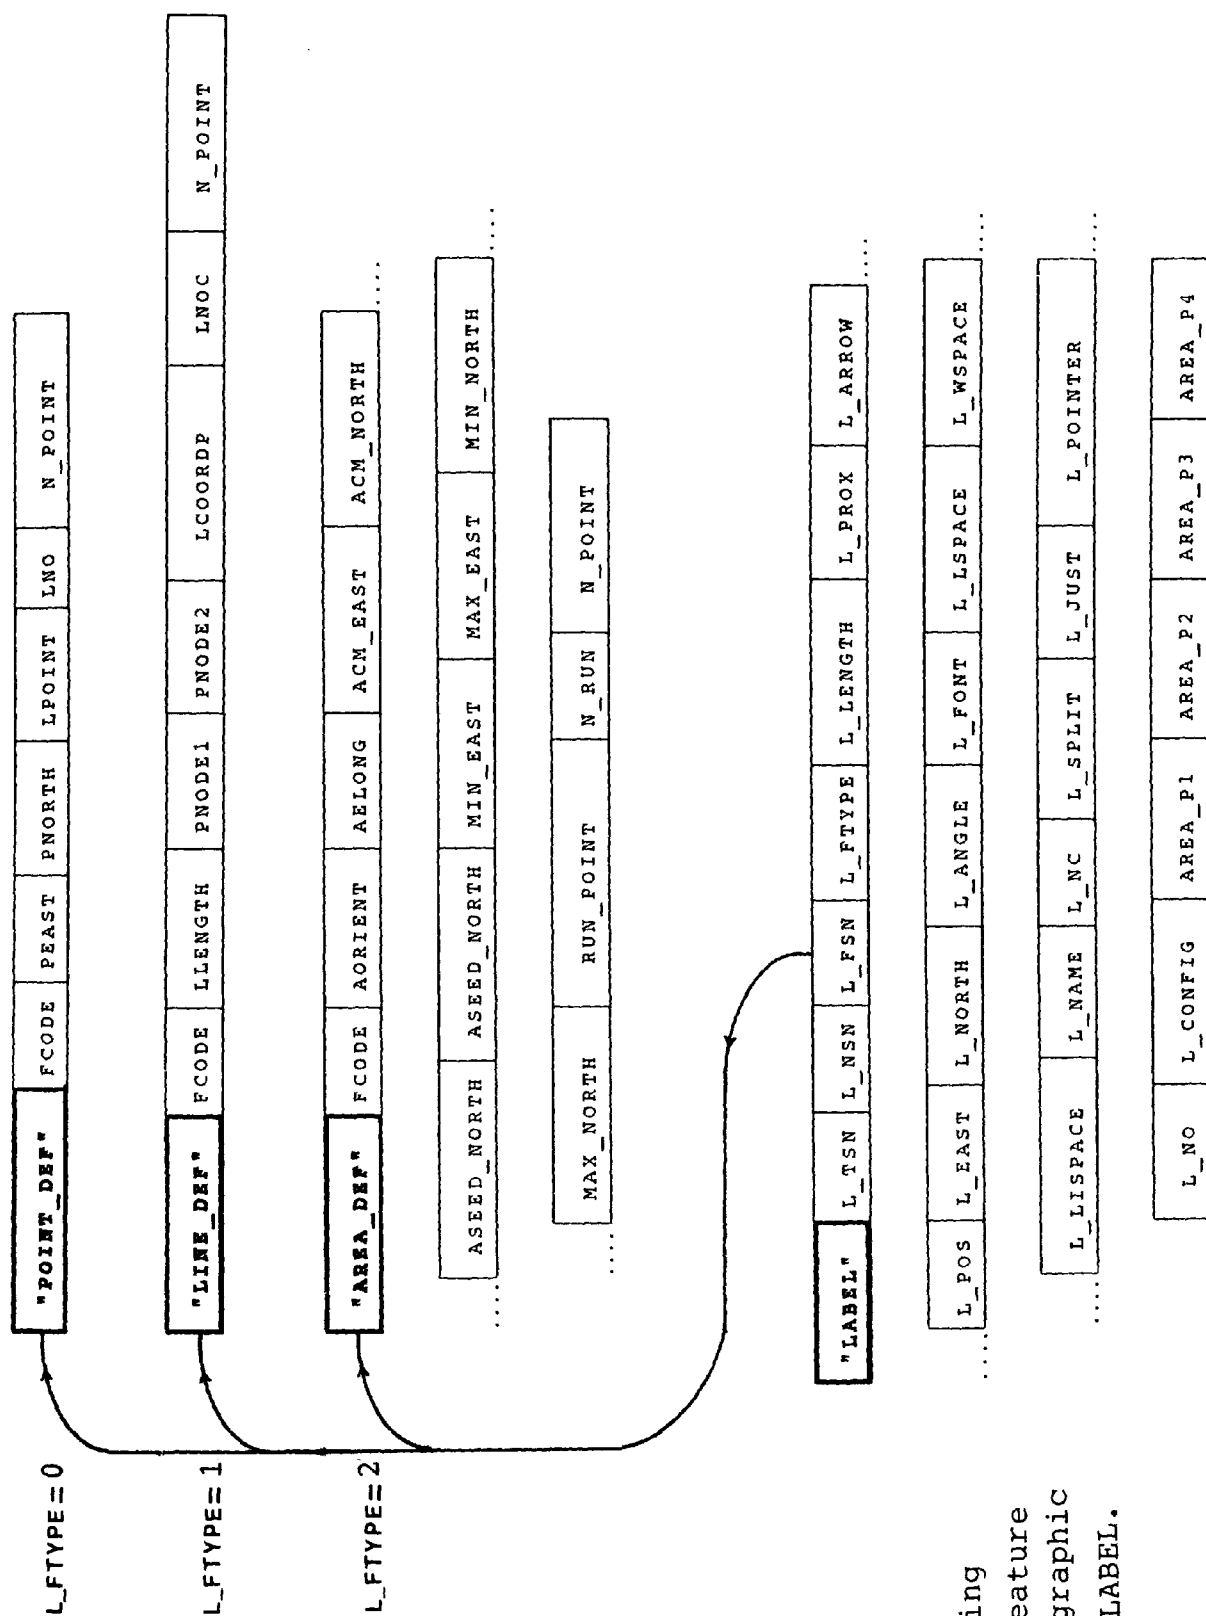 L_FTYPE=0
"POINT_DEF" FCODE PEAST PNORTH LPOINT LNO N_POINT
L_FTYPE=1
"LINE_DEF" FCODE LLENGTH PNODE1 PNODE2 LCOORDP LNOC N_POINT
L_FTYPE=2
"AREA_DEF" FCODE AORIENT AELONG ACM_EAST ACM_NORTH ....
.... ASEED_NORTH ASEED_NORTH MIN_EAST MAX_EAST MIN_NORTH ....
.... MAX_NORTH RUN_POINT N_RUN N_POINT
"LABEL" L_TSN L_NSN L_FSN L_FTYPE L_LENGTH L_PROX L_ARROW ....
.... L_POS L_EAST L_NORTH L_ANGLE L_FONT L_LSPACE L_WSPACE ....
.... L_LISPACE L_NAME L_NC L_SPLIT L_JUST L_POINTER ....
L_NO L_CONFIG AREA_P1 AREA_P2 AREA_P3 AREA_P4
ing
eature
graphic
LABEL.